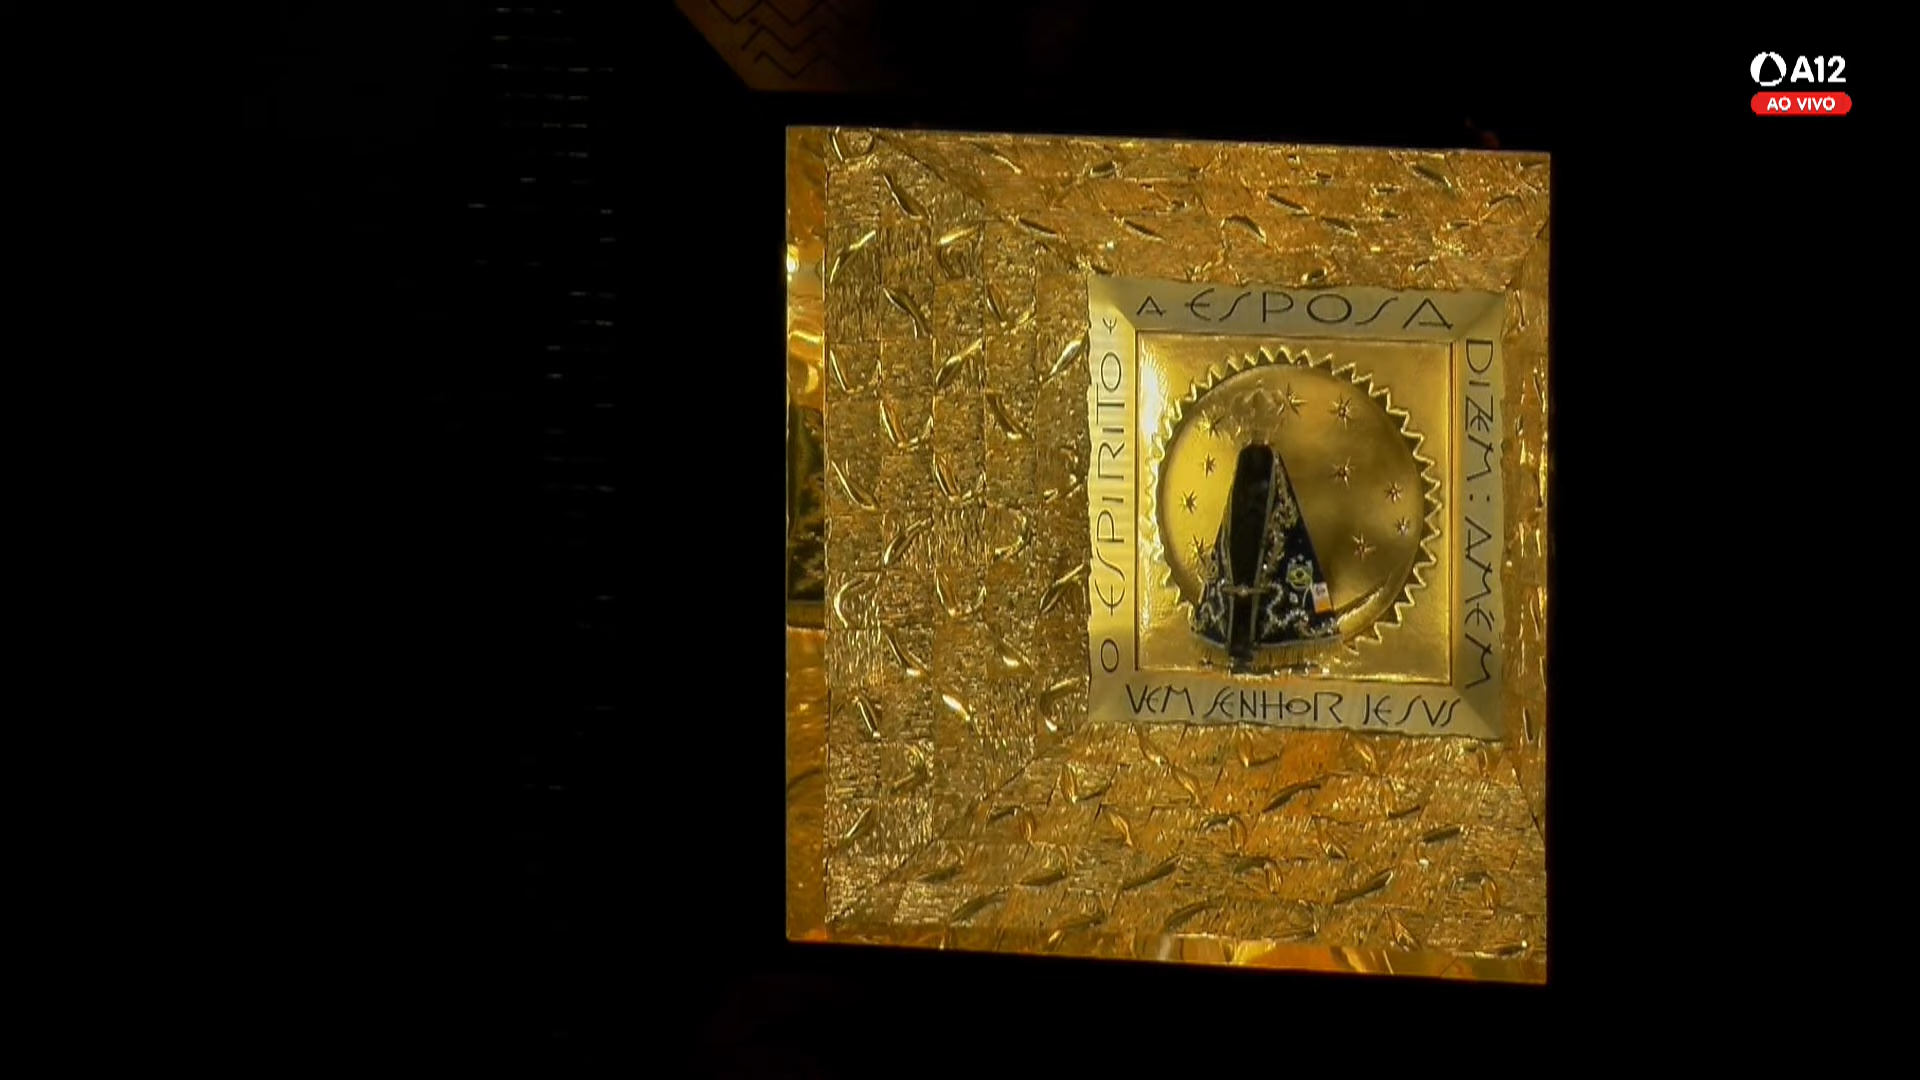 A12
AO VIVO
O ESPIRITO E
A ESPOSA
DIZEM: AMÉM
VEM SENHOR JESUS